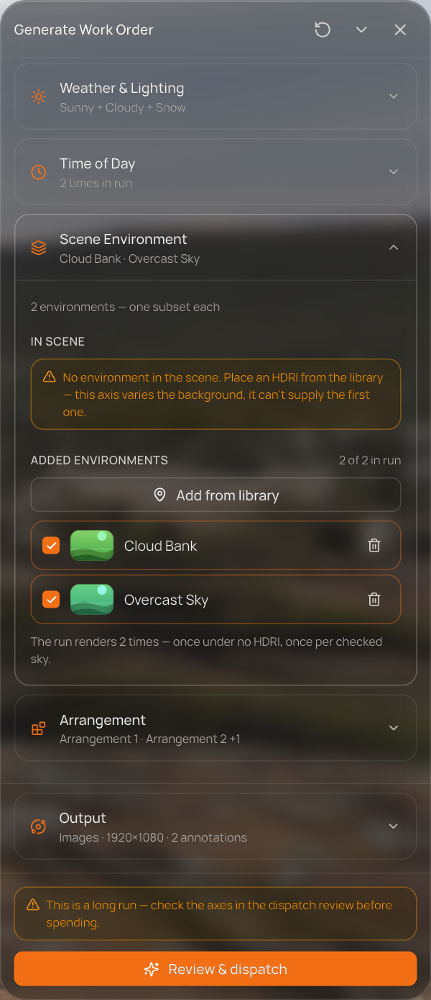 Generate Work Order
Weather & Lighting
Sunny + Cloudy + Snow
Time of Day
2 times in run
Scene Environment
Cloud Bank · Overcast Sky
2 environments — one subset each
IN SCENE
No environment in the scene. Place an HDRI from the library
— this axis varies the background, it can't supply the first
one.
ADDED ENVIRONMENTS
2 of 2 in run
Add from library
Cloud Bank
Overcast Sky
The run renders 2 times — once under no HDRI, once per checked
sky.
Arrangement
Arrangement 1 · Arrangement 2 +1
Output
Images · 1920×1080 · 2 annotations
This is a long run — check the axes in the dispatch review before
spending.
Review & dispatch